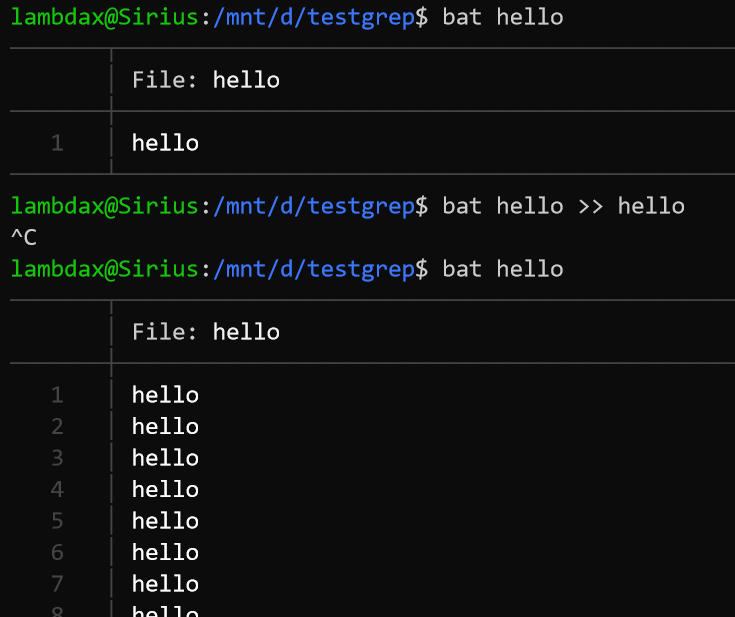 lambdax@Sirius:/mnt/d/testgrep$ bat hello
File: hello
1 hello
lambdax@Sirius:/mnt/d/testgrep$ bat hello >> hello
^C
lambdax@Sirius:/mnt/d/testgrep$ bat hello
File: hello
1 hello
2 hello
3 hello
4 hello
5 hello
6 hello
7 hello
8 hello